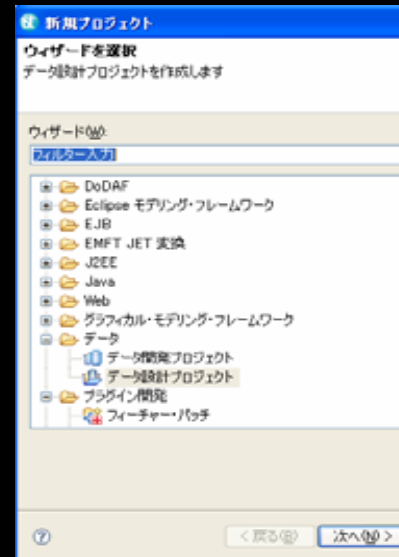 新規プロジェクト
ウィザードを選択
データ設計プロジェクトを作成します
ウィザード(W):
フィルター入力
DoDAF
Eclipse モデリング・フレームワーク
EJB
EMFT JET 変換
J2EE
Java
Web
グラフィカル・モデリング・フレームワーク
データ
データ開発プロジェクト
データ設計プロジェクト
プラグイン開発
フィーチャー・パッチ
?
< 戻る(B)
次へ(N) >